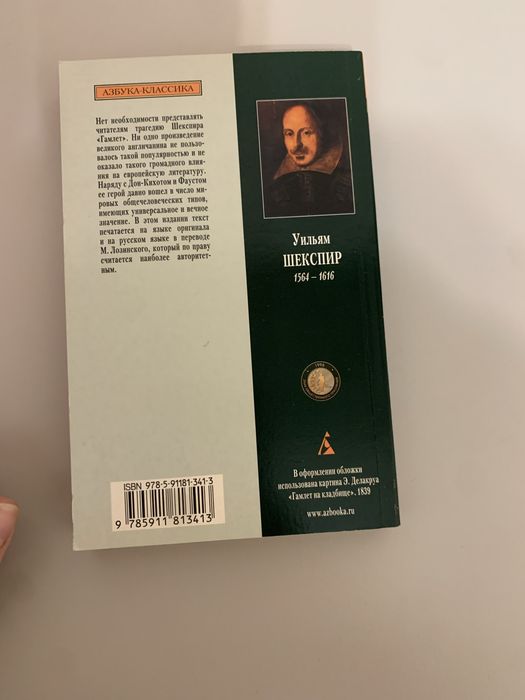 АЗБУКА-КЛАССИКА
Нет необходимости представлять
читателям трагедию Шекспира
«Гамлет». Ни одно произведение
великого англичанина не пользо-
валось такой популярностью и не
оказало такого громадного влия-
ния на европейскую литературу.
Наряду с Дон-Кихотом и Фаустом
ее герой давно вошел в число ми-
ровых общечеловеческих типов,
имеющих универсальное и вечное
значение. В этом издании текст
печатается на языке оригинала
и на русском языке в переводе
М. Лозинского, который по праву
считается наиболее авторитет-
ным.
Уильям
ШЕКСПИР
1564 – 1616
1998
В оформлении обложки
использована картина Э. Делакруа
«Гамлет на кладбище». 1839
www.azbooka.ru
ISBN 978-5-91181-341-3
9 785911 813413